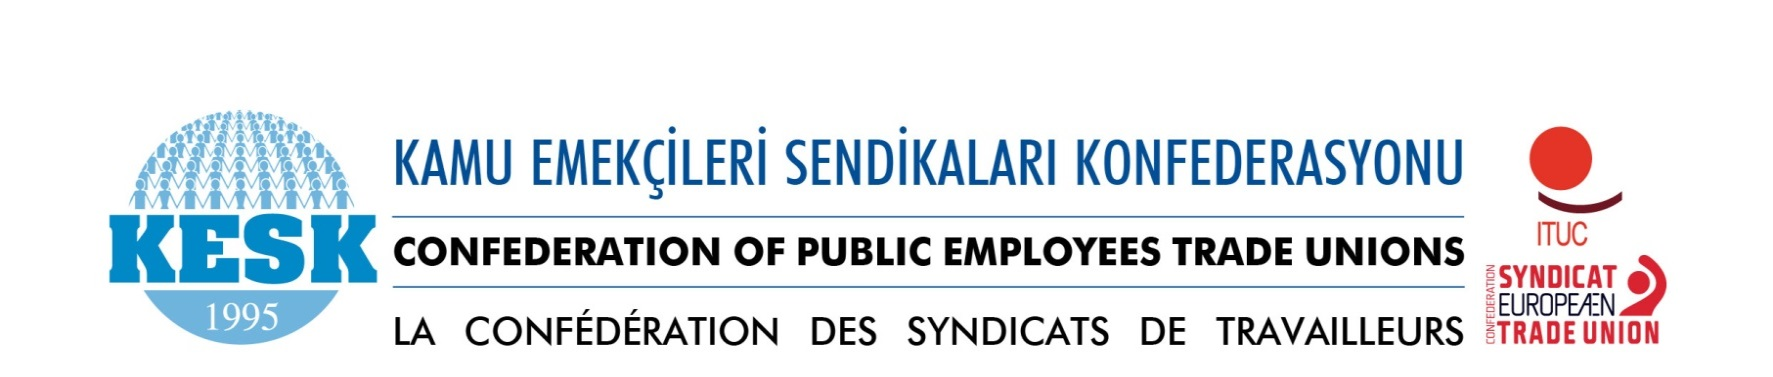 KESK
1995
KAMU EMEKÇİLERİ SENDİKALARI KONFEDERASYONU
CONFEDERATION OF PUBLIC EMPLOYEES TRADE UNIONS
LA CONFÉDÉRATION DES SYNDICATS DE TRAVAILLEURS
ITUC
CONFEDERATION
SYNDICAT
EUROPEÆN
TRADE UNION